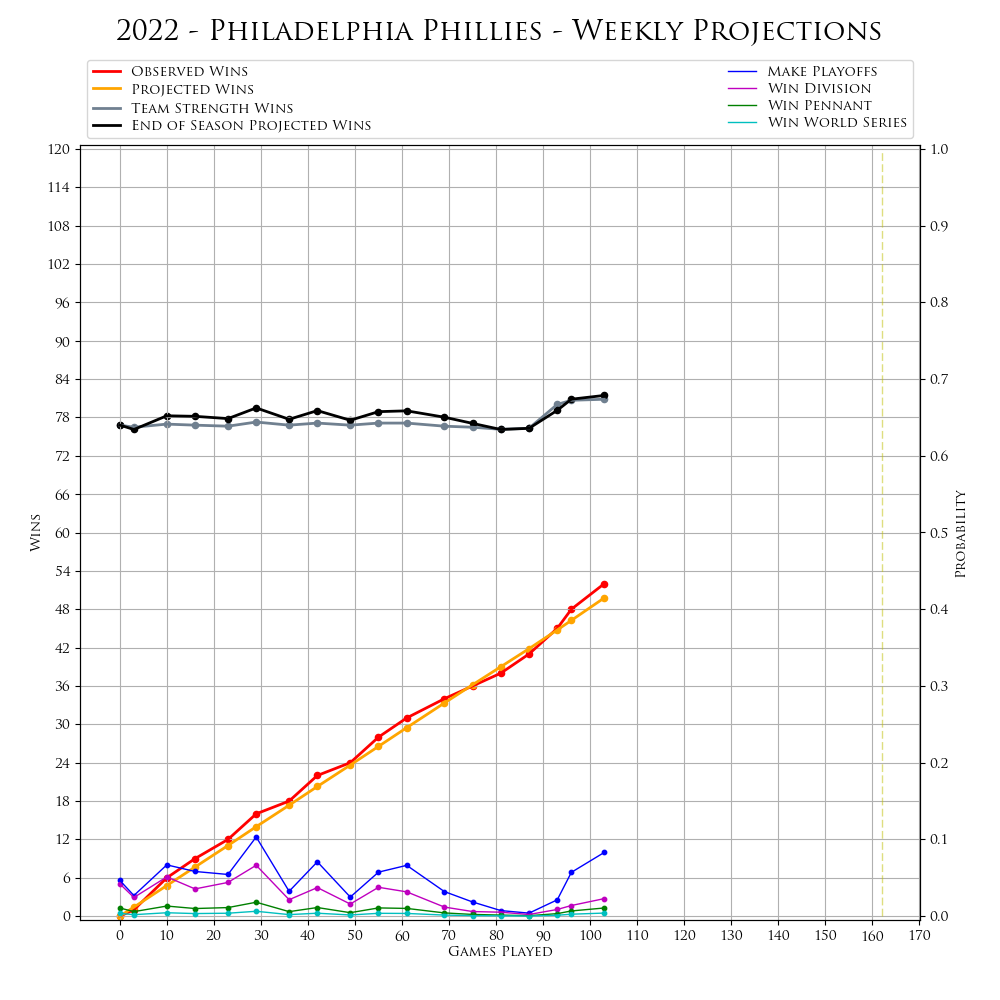 2022 - Philadelphia Phillies - Weekly Projections
Observed Wins
Projected Wins
Team Strength Wins
End of Season Projected Wins
Make Playoffs
Win Division
Win Pennant
Win World Series
120
114
108
102
96
90
84
78
72
66
60
54
48
42
36
30
24
18
12
6
0
Wins
1.0
0.9
0.8
0.7
0.6
0.5
0.4
0.3
0.2
0.1
0.0
Probability
0 10 20 30 40 50 60 70 80 90 100 110 120 130 140 150 160 170
Games Played